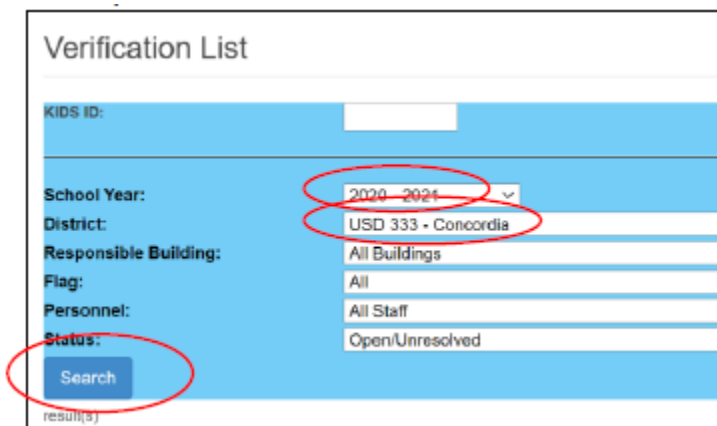 Verification List
KIDS ID:
School Year: 2020 - 2021
District: USD 333 - Concordia
Responsible Building: All Buildings
Flag: All
Personnel: All Staff
Status: Open/Unresolved
Search
result(s)